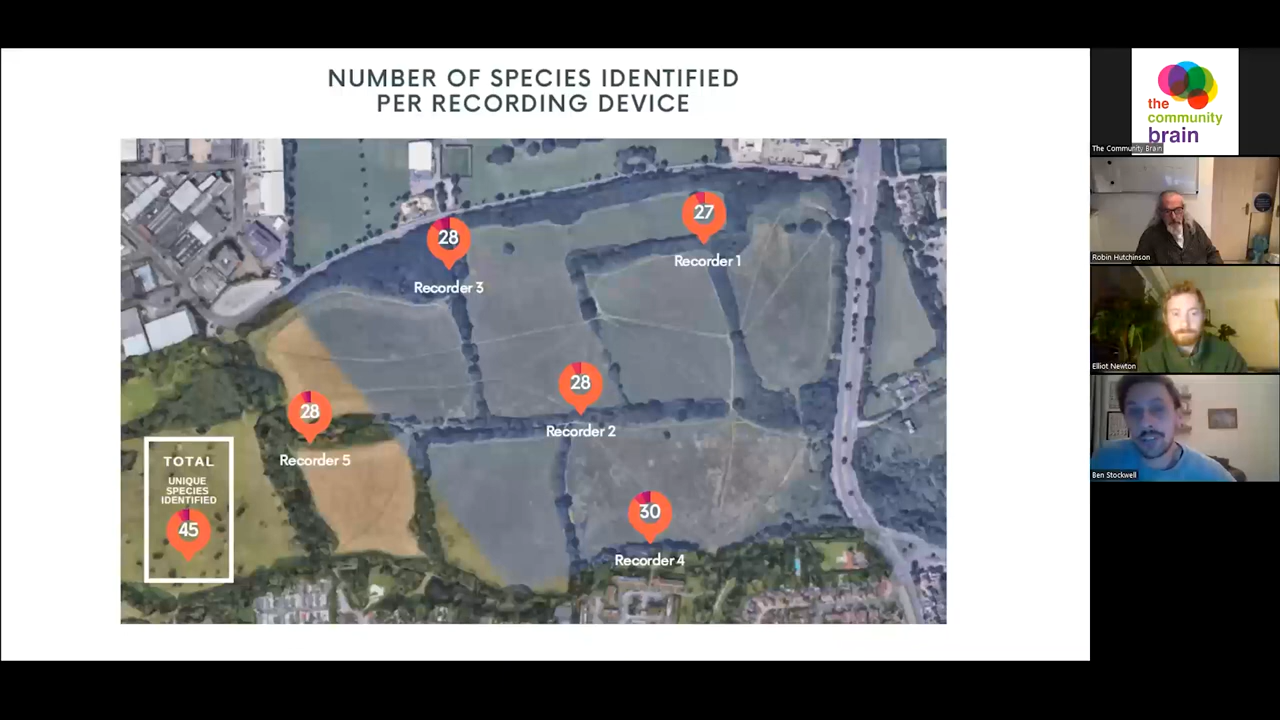 NUMBER OF SPECIES IDENTIFIED
PER RECORDING DEVICE
27
Recorder 1
28
Recorder 3
28
Recorder 2
28
Recorder 5
30
Recorder 4
TOTAL
UNIQUE
SPECIES
IDENTIFIED
45
the
community
brain
The Community Brain
Robin Hutchinson
Elliot Newton
Ben Stockwell